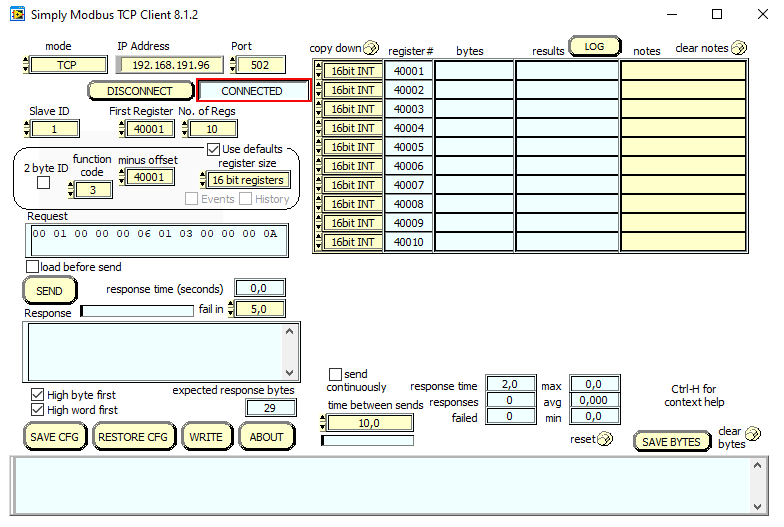 Simply Modbus TCP Client 8.1.2
mode IP Address Port
TCP 192.168.191.96 502
DISCONNECT CONNECTED
Slave ID First Register No. of Regs
1 40001 10
Use defaults
2 byte ID function code minus offset register size
3 40001 16 bit registers
Events History
Request
00 01 00 00 00 06 01 03 00 00 00 0A
load before send
SEND response time (seconds) 0,0
Response fail in 5,0
High byte first expected response bytes
High word first 29
SAVE CFG RESTORE CFG WRITE ABOUT
copy down register# bytes results LOG notes clear notes
16bit INT 40001
16bit INT 40002
16bit INT 40003
16bit INT 40004
16bit INT 40005
16bit INT 40006
16bit INT 40007
16bit INT 40008
16bit INT 40009
16bit INT 40010
send continuously
time between sends
10,0
response time 2,0 max 0,0
responses 0 avg 0,000
failed 0 min 0,0
reset
Ctrl-H for
context help
SAVE BYTES clear bytes